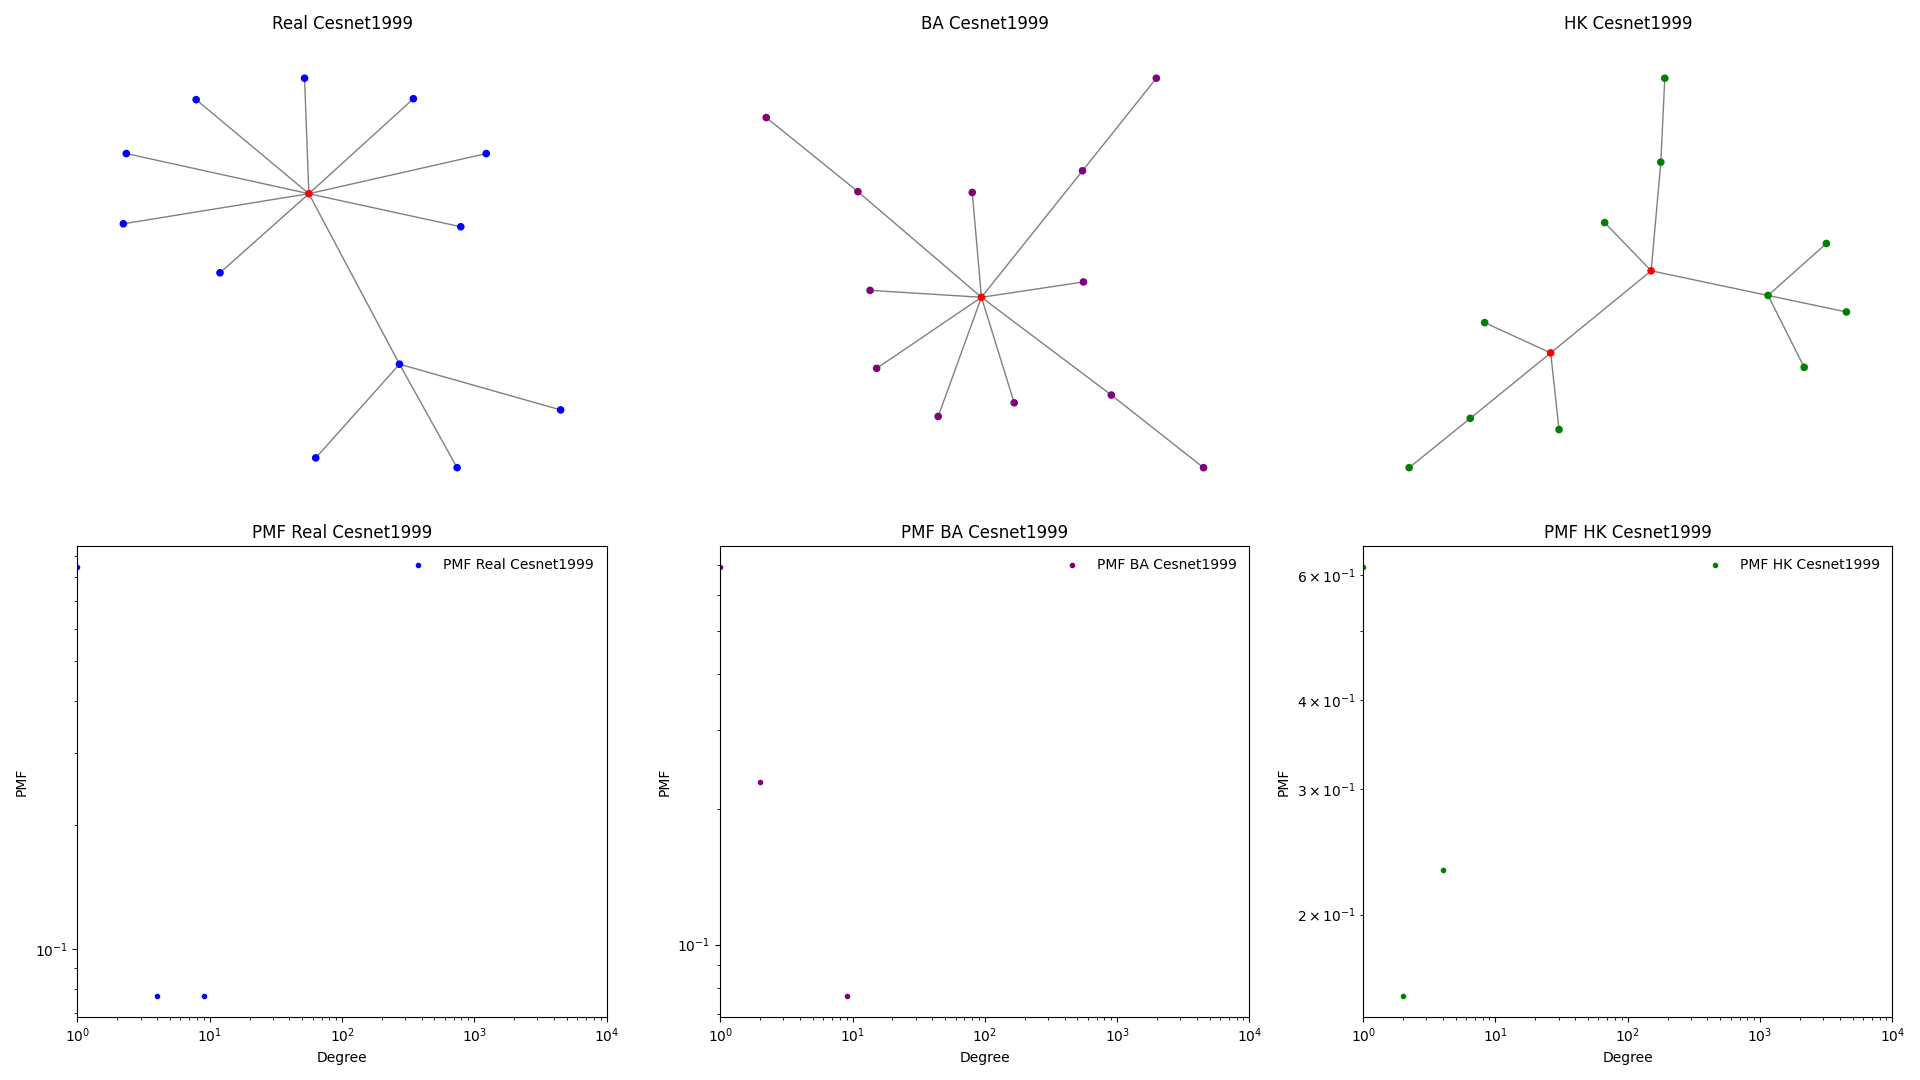 Real Cesnet1999
BA Cesnet1999
HK Cesnet1999
PMF Real Cesnet1999
PMF Real Cesnet1999
PMF
10⁻¹
10⁰ 10¹ 10² 10³ 10⁴
Degree
PMF BA Cesnet1999
PMF BA Cesnet1999
PMF
10⁻¹
10⁰ 10¹ 10² 10³ 10⁴
Degree
PMF HK Cesnet1999
PMF HK Cesnet1999
PMF
6 × 10⁻¹
4 × 10⁻¹
3 × 10⁻¹
2 × 10⁻¹
10⁰ 10¹ 10² 10³ 10⁴
Degree